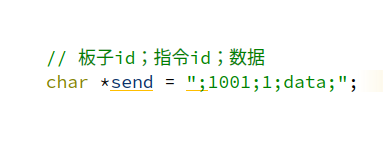 // 板子id；指令id；数据
char *send = ";1001;1;data;";